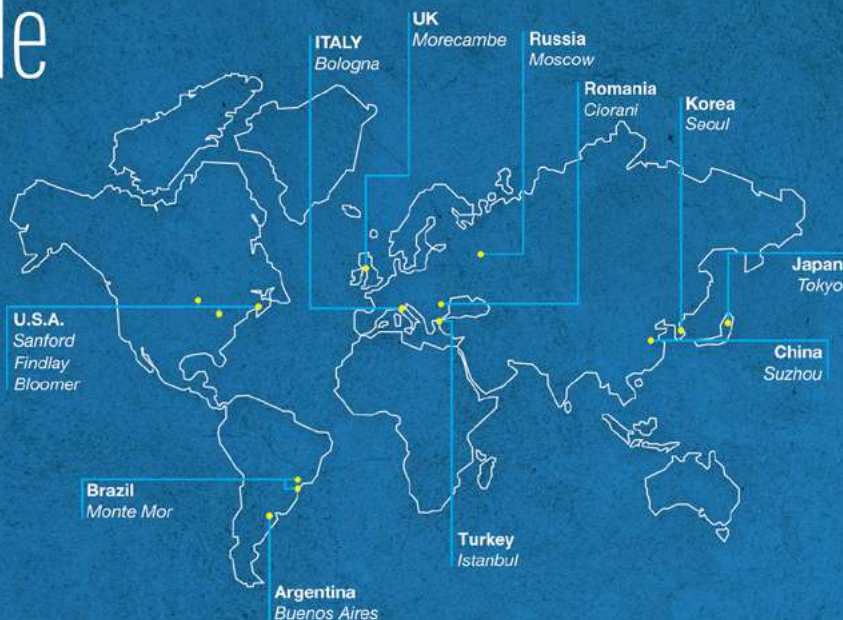 le
UK
Morecambe
ITALY
Bologna
Russia
Moscow
Romania
Ciorani
Korea
Seoul
Japan
Tokyo
U.S.A.
Sanford
Findlay
Bloomer
China
Suzhou
Brazil
Monte Mor
Turkey
Istanbul
Argentina
Buenos Aires